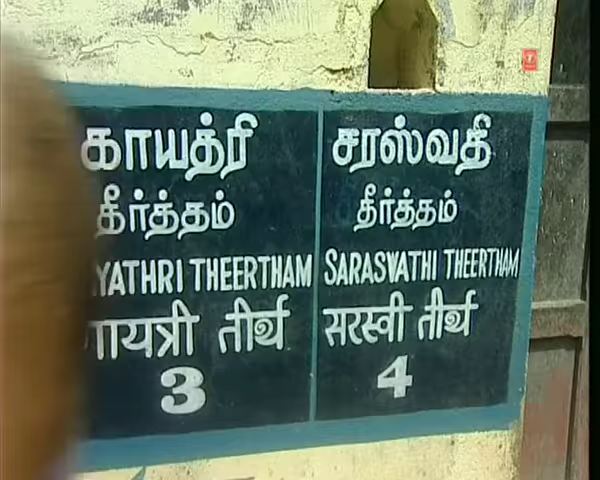 காயத்ரி
தீர்த்தம்
YATHRI THEERTHAM
गायत्री तीर्थ
3
சரஸ்வதீ
தீர்த்தம்
SARASWATHI THEERTHAM
सरस्वी तीर्थ
4
T